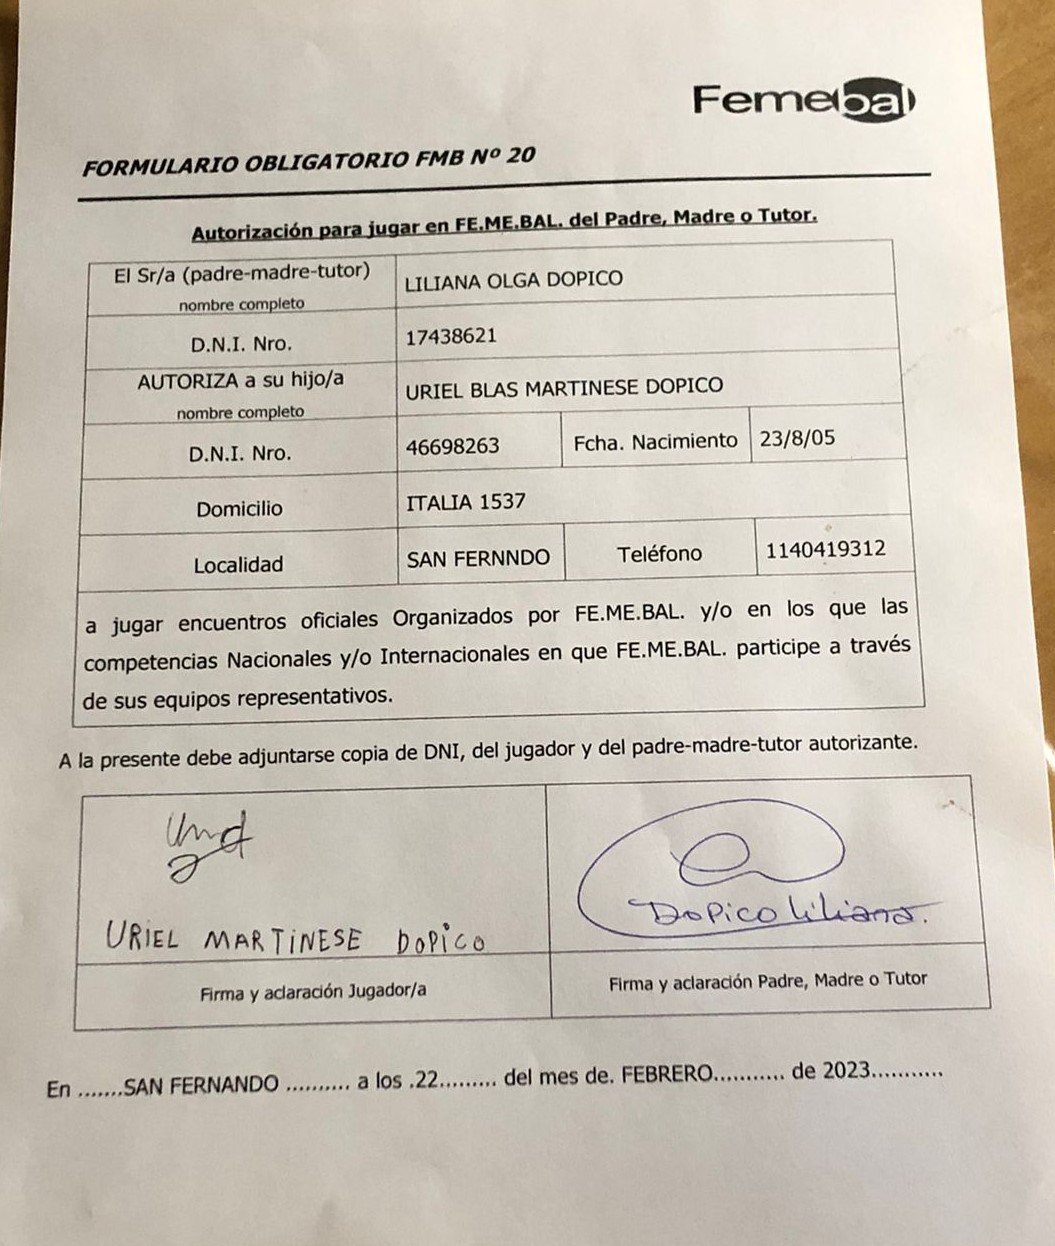 Femebal
FORMULARIO OBLIGATORIO FMB Nº 20
Autorización para jugar en FE.ME.BAL. del Padre, Madre o Tutor.
El Sr/a (padre-madre-tutor)
nombre completo
LILIANA OLGA DOPICO
D.N.I. Nro.
17438621
AUTORIZA a su hijo/a
nombre completo
URIEL BLAS MARTINESE DOPICO
D.N.I. Nro.
46698263
Fcha. Nacimiento
23/8/05
Domicilio
ITALIA 1537
Localidad
SAN FERNNDO
Teléfono
1140419312
a jugar encuentros oficiales Organizados por FE.ME.BAL. y/o en los que las
competencias Nacionales y/o Internacionales en que FE.ME.BAL. participe a través
de sus equipos representativos.
A la presente debe adjuntarse copia de DNI, del jugador y del padre-madre-tutor autorizante.
URIEL MARTINESE DOPICO
Dopico Liliana.
Firma y aclaración Jugador/a
Firma y aclaración Padre, Madre o Tutor
En .......SAN FERNANDO .......... a los .22......... del mes de. FEBRERO........... de 2023...........